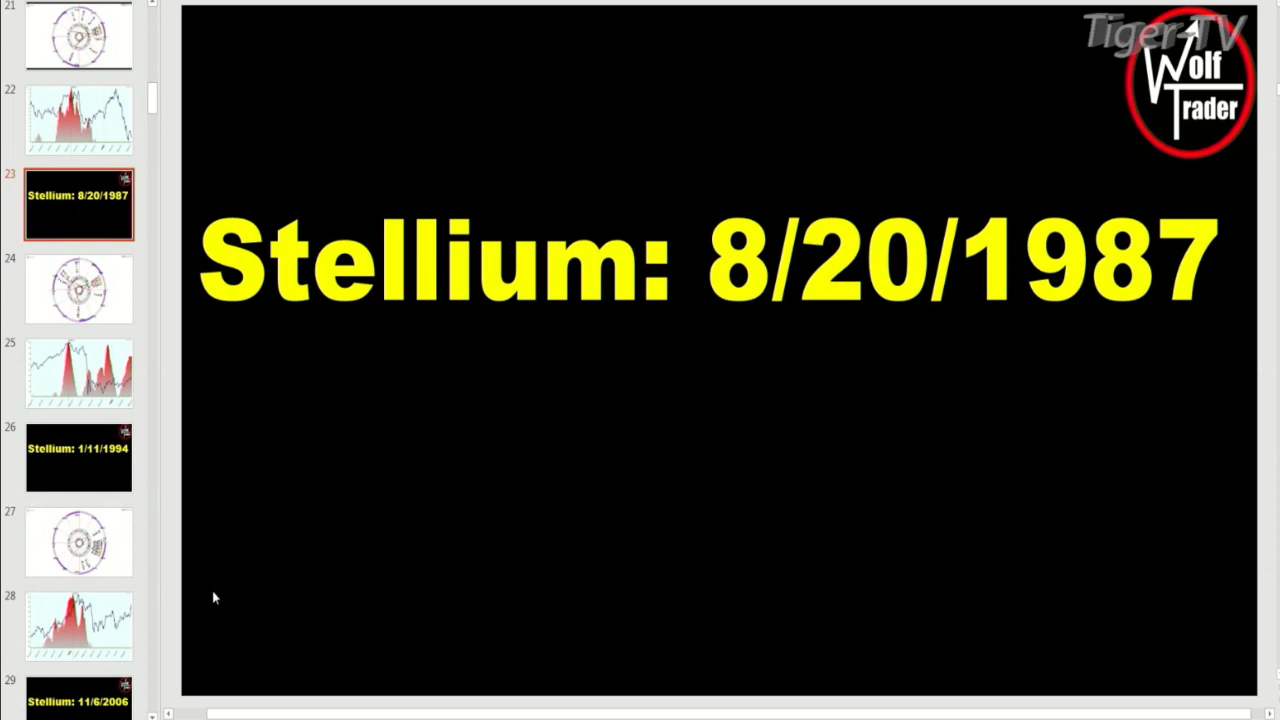 21
22
23
Stellium: 8/20/1987
24
25
26
Stellium: 1/11/1994
27
28
29
Stellium: 11/6/2006
Tiger-TV
Wolf
Trader
Stellium: 8/20/1987